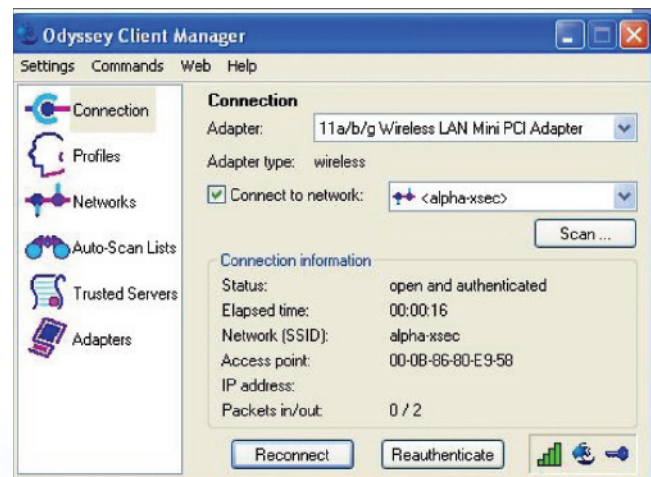 Odyssey Client Manager
Settings Commands Web Help
Connection
Profiles
Networks
Auto-Scan Lists
Trusted Servers
Adapters
Connection
Adapter: 11a/b/g Wireless LAN Mini PCI Adapter
Adapter type: wireless
Connect to network: <alpha-xsec>
Scan ...
Connection information
Status: open and authenticated
Elapsed time: 00:00:16
Network (SSID): alpha-xsec
Access point: 00-0B-86-80-E9-58
IP address:
Packets in/out: 0 / 2
Reconnect Reauthenticate